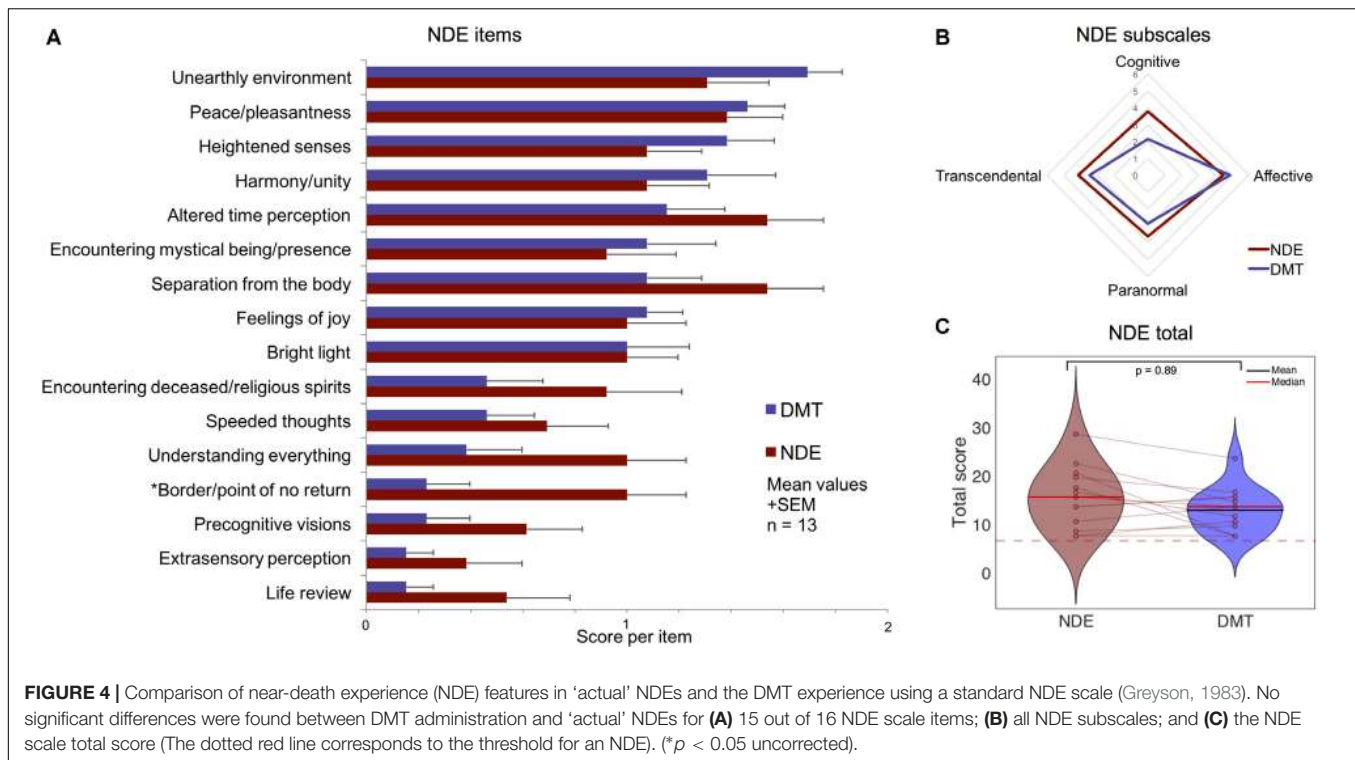 A
NDE items
Unearthly environment
Peace/pleasantness
Heightened senses
Harmony/unity
Altered time perception
Encountering mystical being/presence
Separation from the body
Feelings of joy
Bright light
Encountering deceased/religious spirits
Speeded thoughts
Understanding everything
*Border/point of no return
Precognitive visions
Extrasensory perception
Life review
0 1 2
Score per item
DMT
NDE
Mean values
+SEM
n = 13
B
NDE subscales
Cognitive
6
5
4
3
2
1
0
Transcendental
Affective
Paranormal
NDE
DMT
C
NDE total
p = 0.89
Mean
Median
Total score
40
30
20
10
0
NDE DMT
FIGURE 4 | Comparison of near-death experience (NDE) features in ‘actual’ NDEs and the DMT experience using a standard NDE scale (Greyson, 1983). No
significant differences were found between DMT administration and ‘actual’ NDEs for (A) 15 out of 16 NDE scale items; (B) all NDE subscales; and (C) the NDE
scale total score (The dotted red line corresponds to the threshold for an NDE). (*p < 0.05 uncorrected).